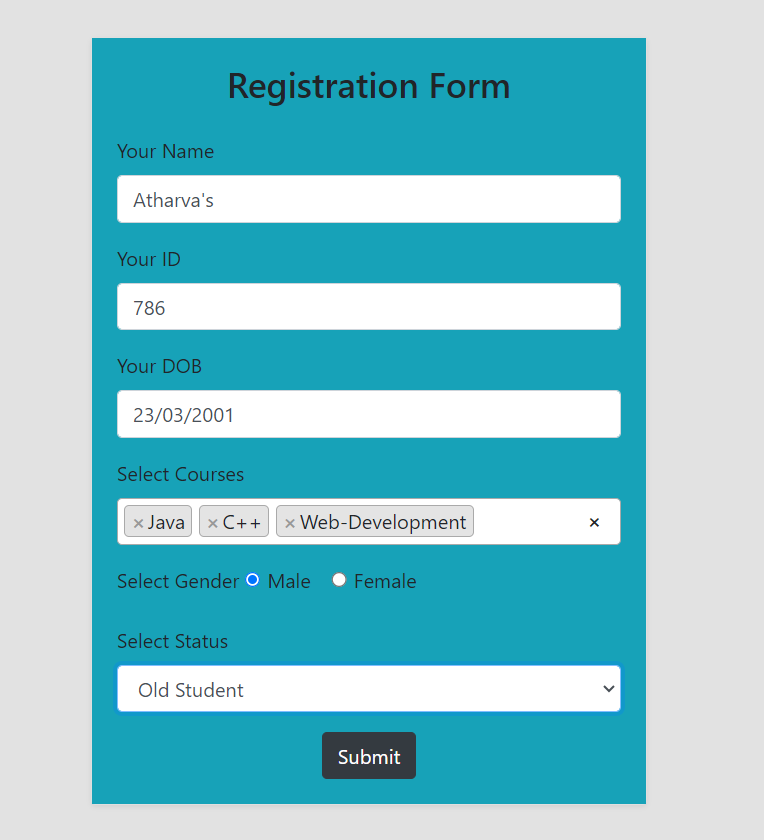 Registration Form
Your Name
Atharva's
Your ID
786
Your DOB
23/03/2001
Select Courses
×Java ×C++ ×Web-Development ×
Select Gender Male Female
Select Status
Old Student
Submit